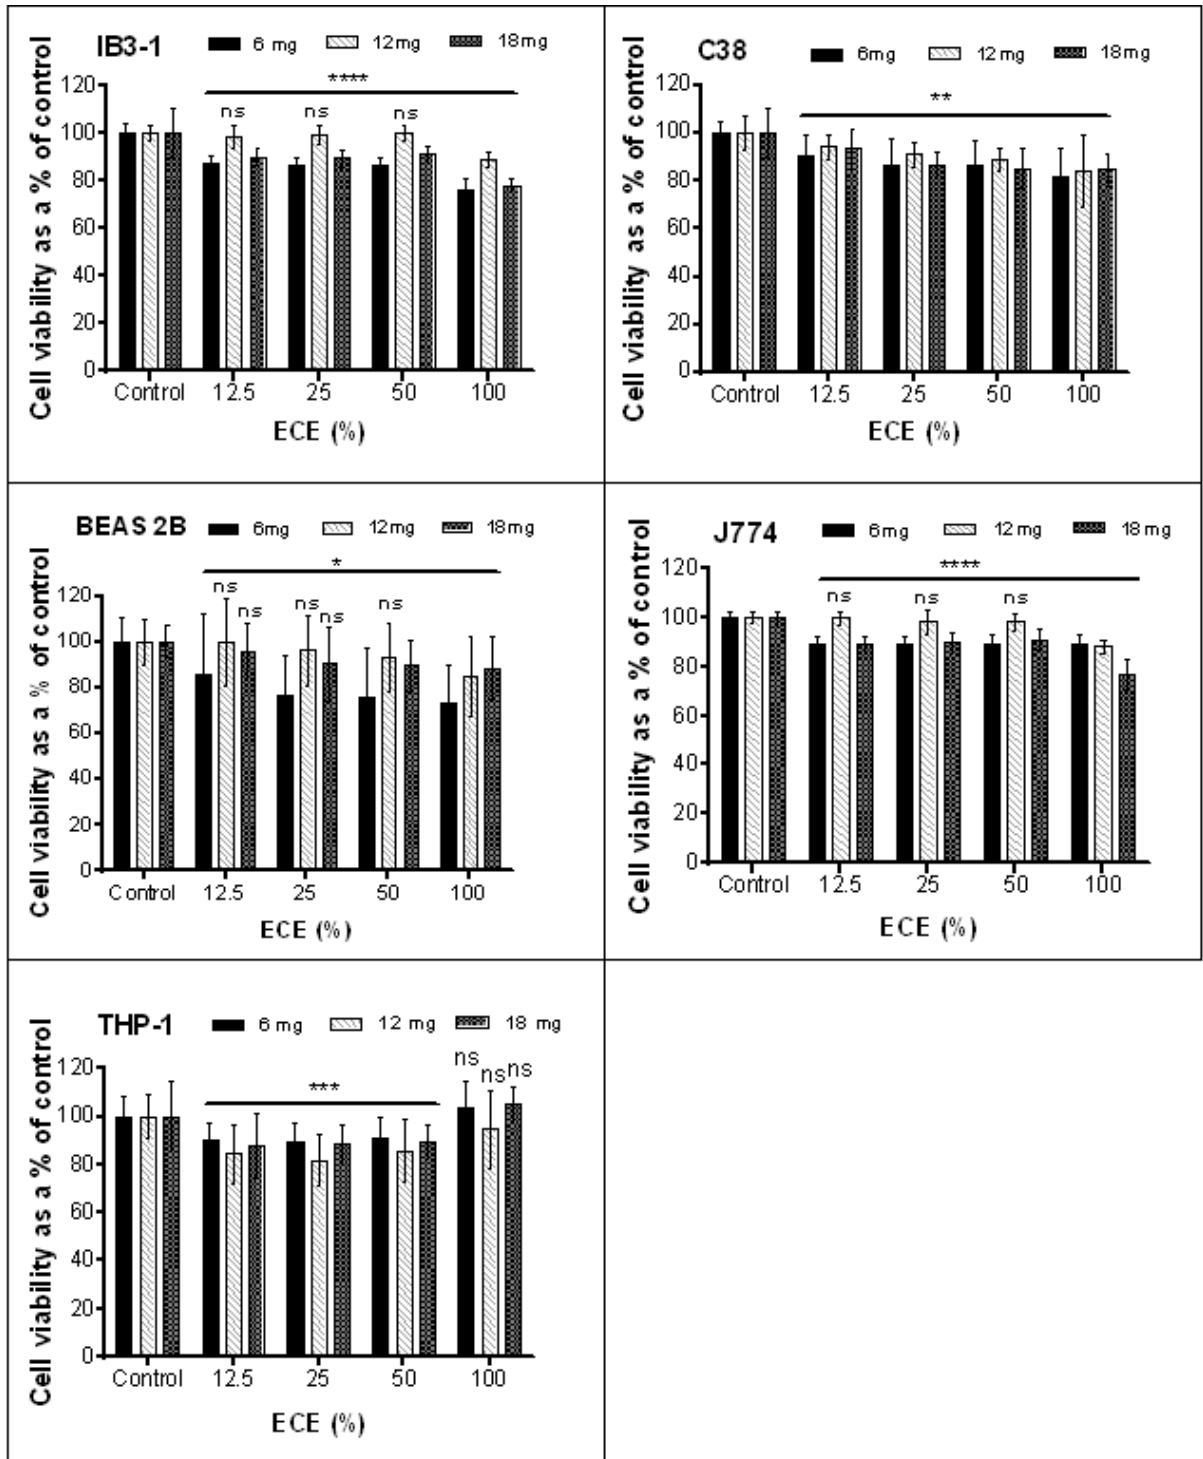 IB3-1 6 mg 12mg 18mg
****
ns ns ns
Cell viability as a % of control
120
100
80
60
40
20
0
Control 12.5 25 50 100
ECE (%)
C38 6mg 12mg 18mg
**
Cell viability as a % of control
120
100
80
60
40
20
0
Control 12.5 25 50 100
ECE (%)
BEAS 2B 6mg 12mg 18mg
*
ns ns ns ns ns
Cell viability as a % of control
120
100
80
60
40
20
0
Control 12.5 25 50 100
ECE (%)
J774 6mg 12mg 18mg
****
ns ns ns
Cell viability as a % of control
120
100
80
60
40
20
0
Control 12.5 25 50 100
ECE (%)
THP-1 6 mg 12 mg 18 mg
***
ns ns ns
Cell viability as a % of control
120
100
80
60
40
20
0
Control 12.5 25 50 100
ECE (%)